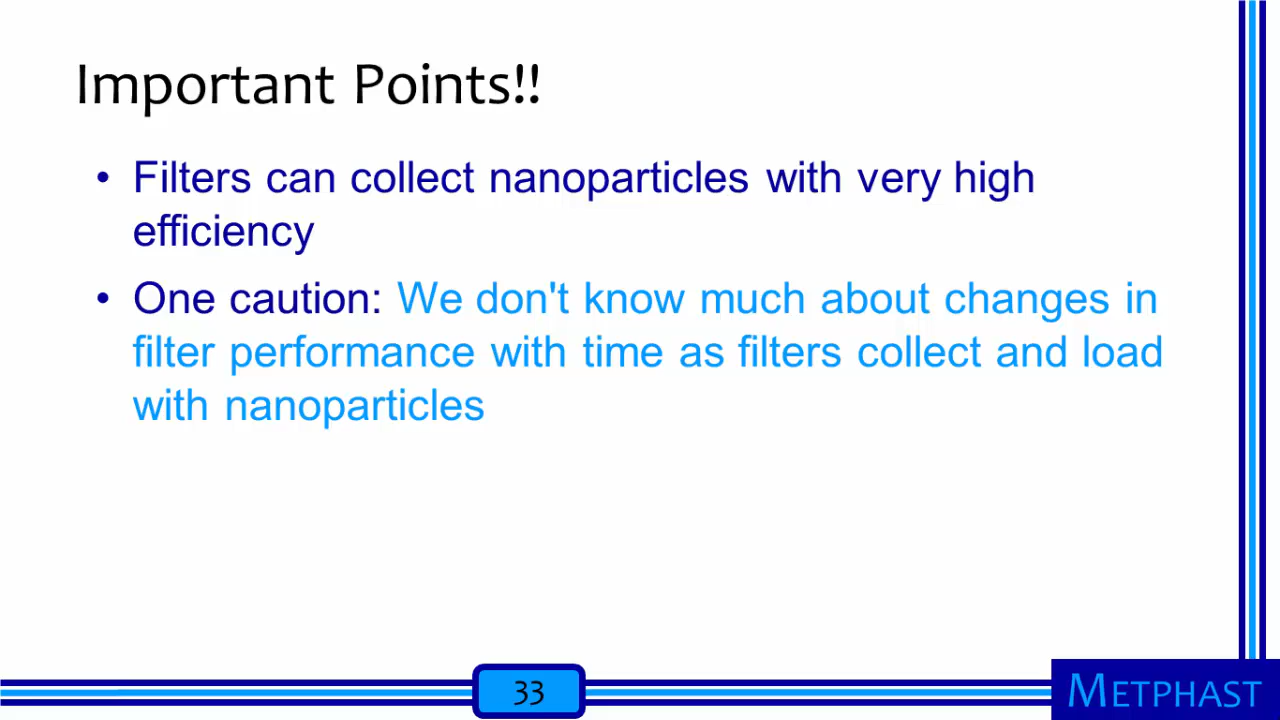 Important Points!!
• Filters can collect nanoparticles with very high
efficiency
• One caution: We don't know much about changes in
filter performance with time as filters collect and load
with nanoparticles
33
METPHAST